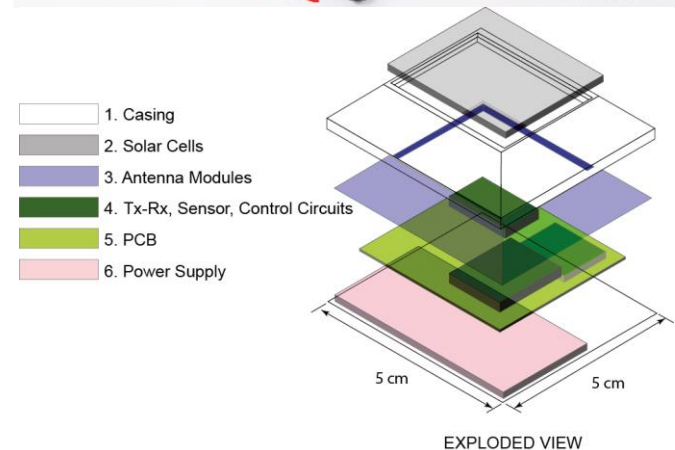 1. Casing
2. Solar Cells
3. Antenna Modules
4. Tx-Rx, Sensor, Control Circuits
5. PCB
6. Power Supply
5 cm
5 cm
EXPLODED VIEW